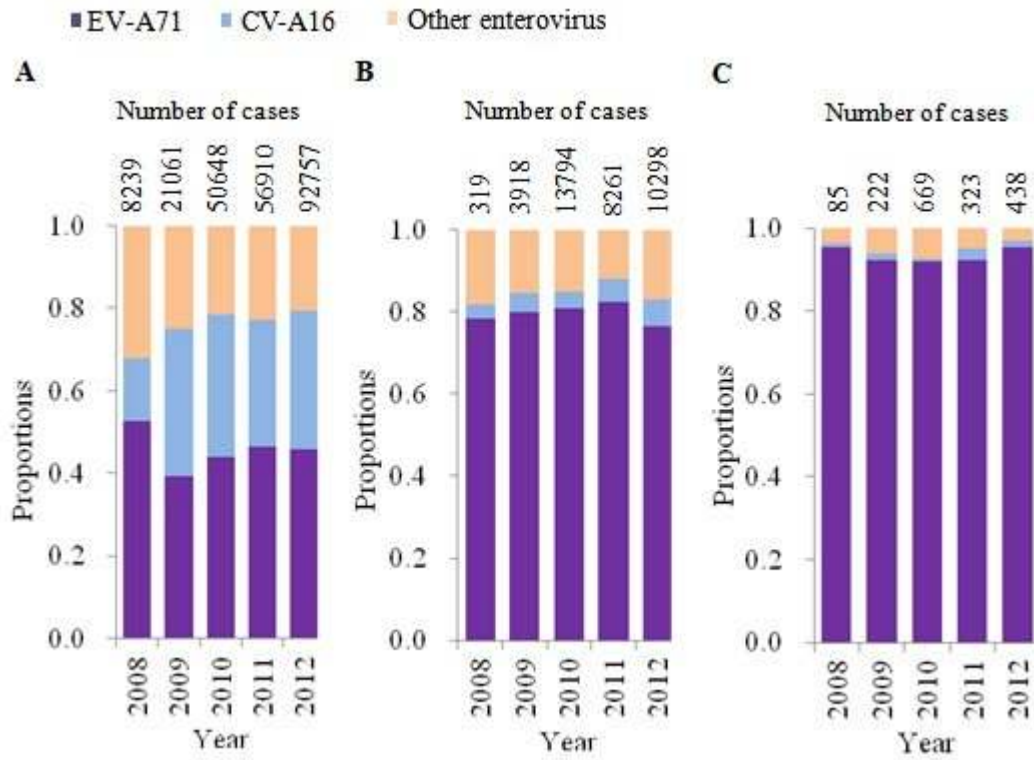 EV-A71 CV-A16 Other enterovirus
A
Number of cases
8239 21061 50648 56910 92757
1.0
0.8
0.6
0.4
0.2
0.0
Proportions
2008 2009 2010 2011 2012
Year
B
Number of cases
319 3918 13794 8261 10298
1.0
0.8
0.6
0.4
0.2
0.0
Proportions
2008 2009 2010 2011 2012
Year
C
Number of cases
85 222 669 323 438
1.0
0.8
0.6
0.4
0.2
0.0
Proportions
2008 2009 2010 2011 2012
Year